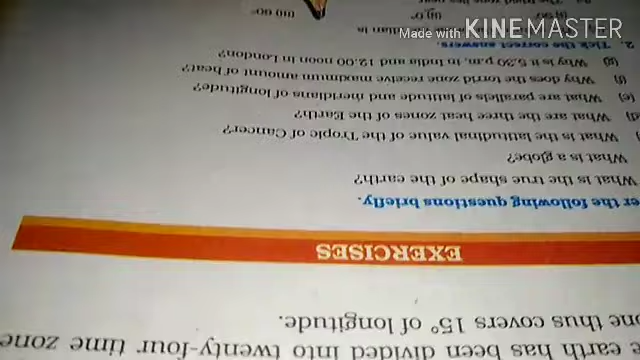 earth has been divided into twenty-four time zone
one thus covers 15° of longitude.
EXERCISES
er the following questions briefly.
What is the true shape of the earth?
What is a globe?
What is the latitudinal value of the Tropic of Cancer?
(d) What are the three heat zones of the Earth?
(e) What are parallels of latitude and meridians of longitude?
(f) Why does the torrid zone receive maximum amount of heat?
(g) Why is it 5.30 p.m. in India and 12.00 noon in London?
2. Tick the correct answers.
is
(ii) 0°
Made with KINEMASTER